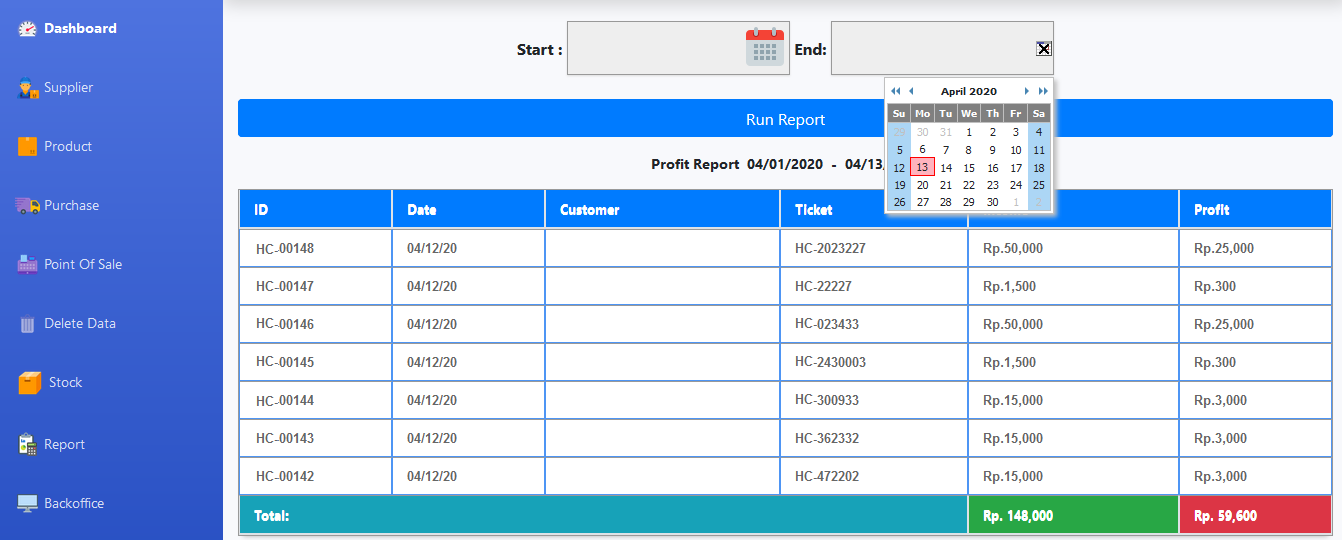 Dashboard
Supplier
Product
Purchase
Point Of Sale
Delete Data
Stock
Report
Backoffice
Start : End:
April 2020
Su Mo Tu We Th Fr Sa
29 30 31 1 2 3 4
5 6 7 8 9 10 11
12 13 14 15 16 17 18
19 20 21 22 23 24 25
26 27 28 29 30 1 2
Run Report
Profit Report 04/01/2020 - 04/13/
ID Date Customer Ticket Profit
HC-00148 04/12/20 HC-2023227 Rp.50,000 Rp.25,000
HC-00147 04/12/20 HC-22227 Rp.1,500 Rp.300
HC-00146 04/12/20 HC-023433 Rp.50,000 Rp.25,000
HC-00145 04/12/20 HC-2430003 Rp.1,500 Rp.300
HC-00144 04/12/20 HC-300933 Rp.15,000 Rp.3,000
HC-00143 04/12/20 HC-362332 Rp.15,000 Rp.3,000
HC-00142 04/12/20 HC-472202 Rp.15,000 Rp.3,000
Total: Rp. 148,000 Rp. 59,600